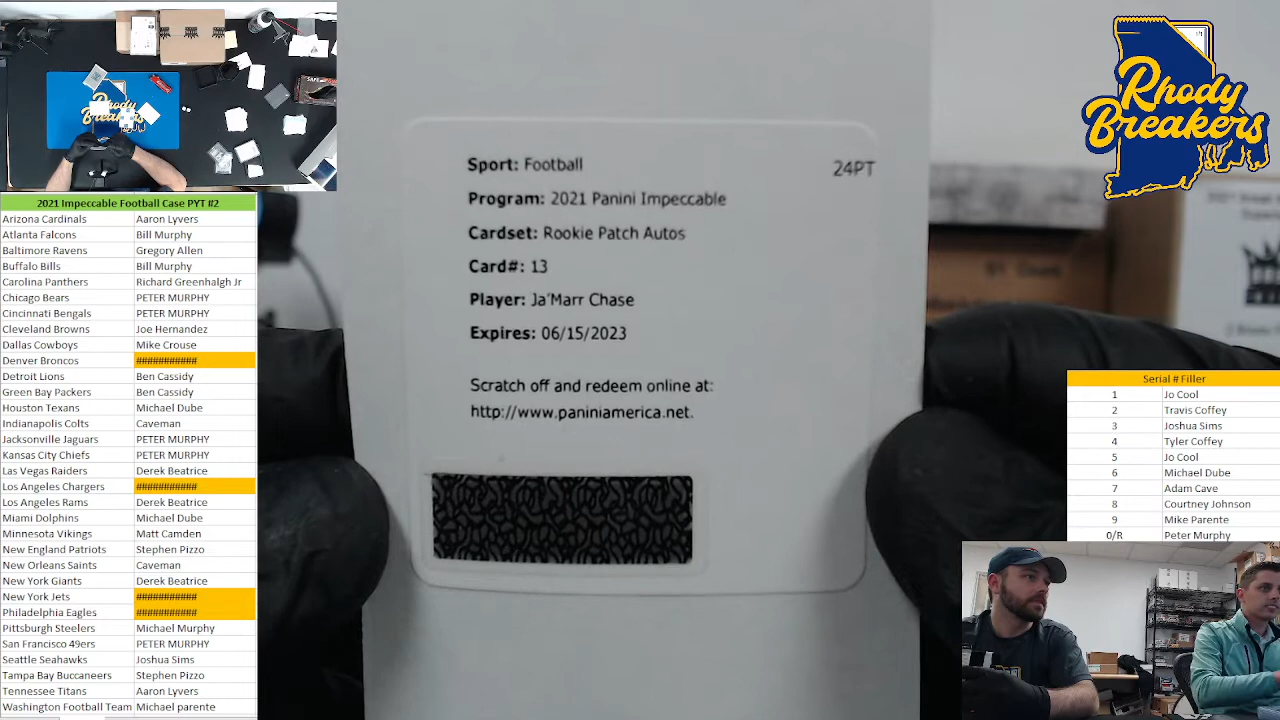 2021 Impeccable Football Case PYT #2
Arizona Cardinals Aaron Lyvers
Atlanta Falcons Bill Murphy
Baltimore Ravens Gregory Allen
Buffalo Bills Bill Murphy
Carolina Panthers Richard Greenhalgh Jr
Chicago Bears PETER MURPHY
Cincinnati Bengals PETER MURPHY
Cleveland Browns Joe Hernandez
Dallas Cowboys Mike Crouse
Denver Broncos ###########
Detroit Lions Ben Cassidy
Green Bay Packers Ben Cassidy
Houston Texans Michael Dube
Indianapolis Colts Caveman
Jacksonville Jaguars PETER MURPHY
Kansas City Chiefs PETER MURPHY
Las Vegas Raiders Derek Beatrice
Los Angeles Chargers ###########
Los Angeles Rams Derek Beatrice
Miami Dolphins Michael Dube
Minnesota Vikings Matt Camden
New England Patriots Stephen Pizzo
New Orleans Saints Caveman
New York Giants Derek Beatrice
New York Jets ###########
Philadelphia Eagles ###########
Pittsburgh Steelers Michael Murphy
San Francisco 49ers PETER MURPHY
Seattle Seahawks Joshua Sims
Tampa Bay Buccaneers Stephen Pizzo
Tennessee Titans Aaron Lyvers
Washington Football Team Michael parente
Sport: Football 24PT
Program: 2021 Panini Impeccable
Cardset: Rookie Patch Autos
Card#: 13
Player: Ja'Marr Chase
Expires: 06/15/2023
Scratch off and redeem online at:
http://www.paniniamerica.net.
Rhody
Breakers
Rhody
Breakers
Serial # Filler
1 Jo Cool
2 Travis Coffey
3 Joshua Sims
4 Tyler Coffey
5 Jo Cool
6 Michael Dube
7 Adam Cave
8 Courtney Johnson
9 Mike Parente
0/R Peter Murphy